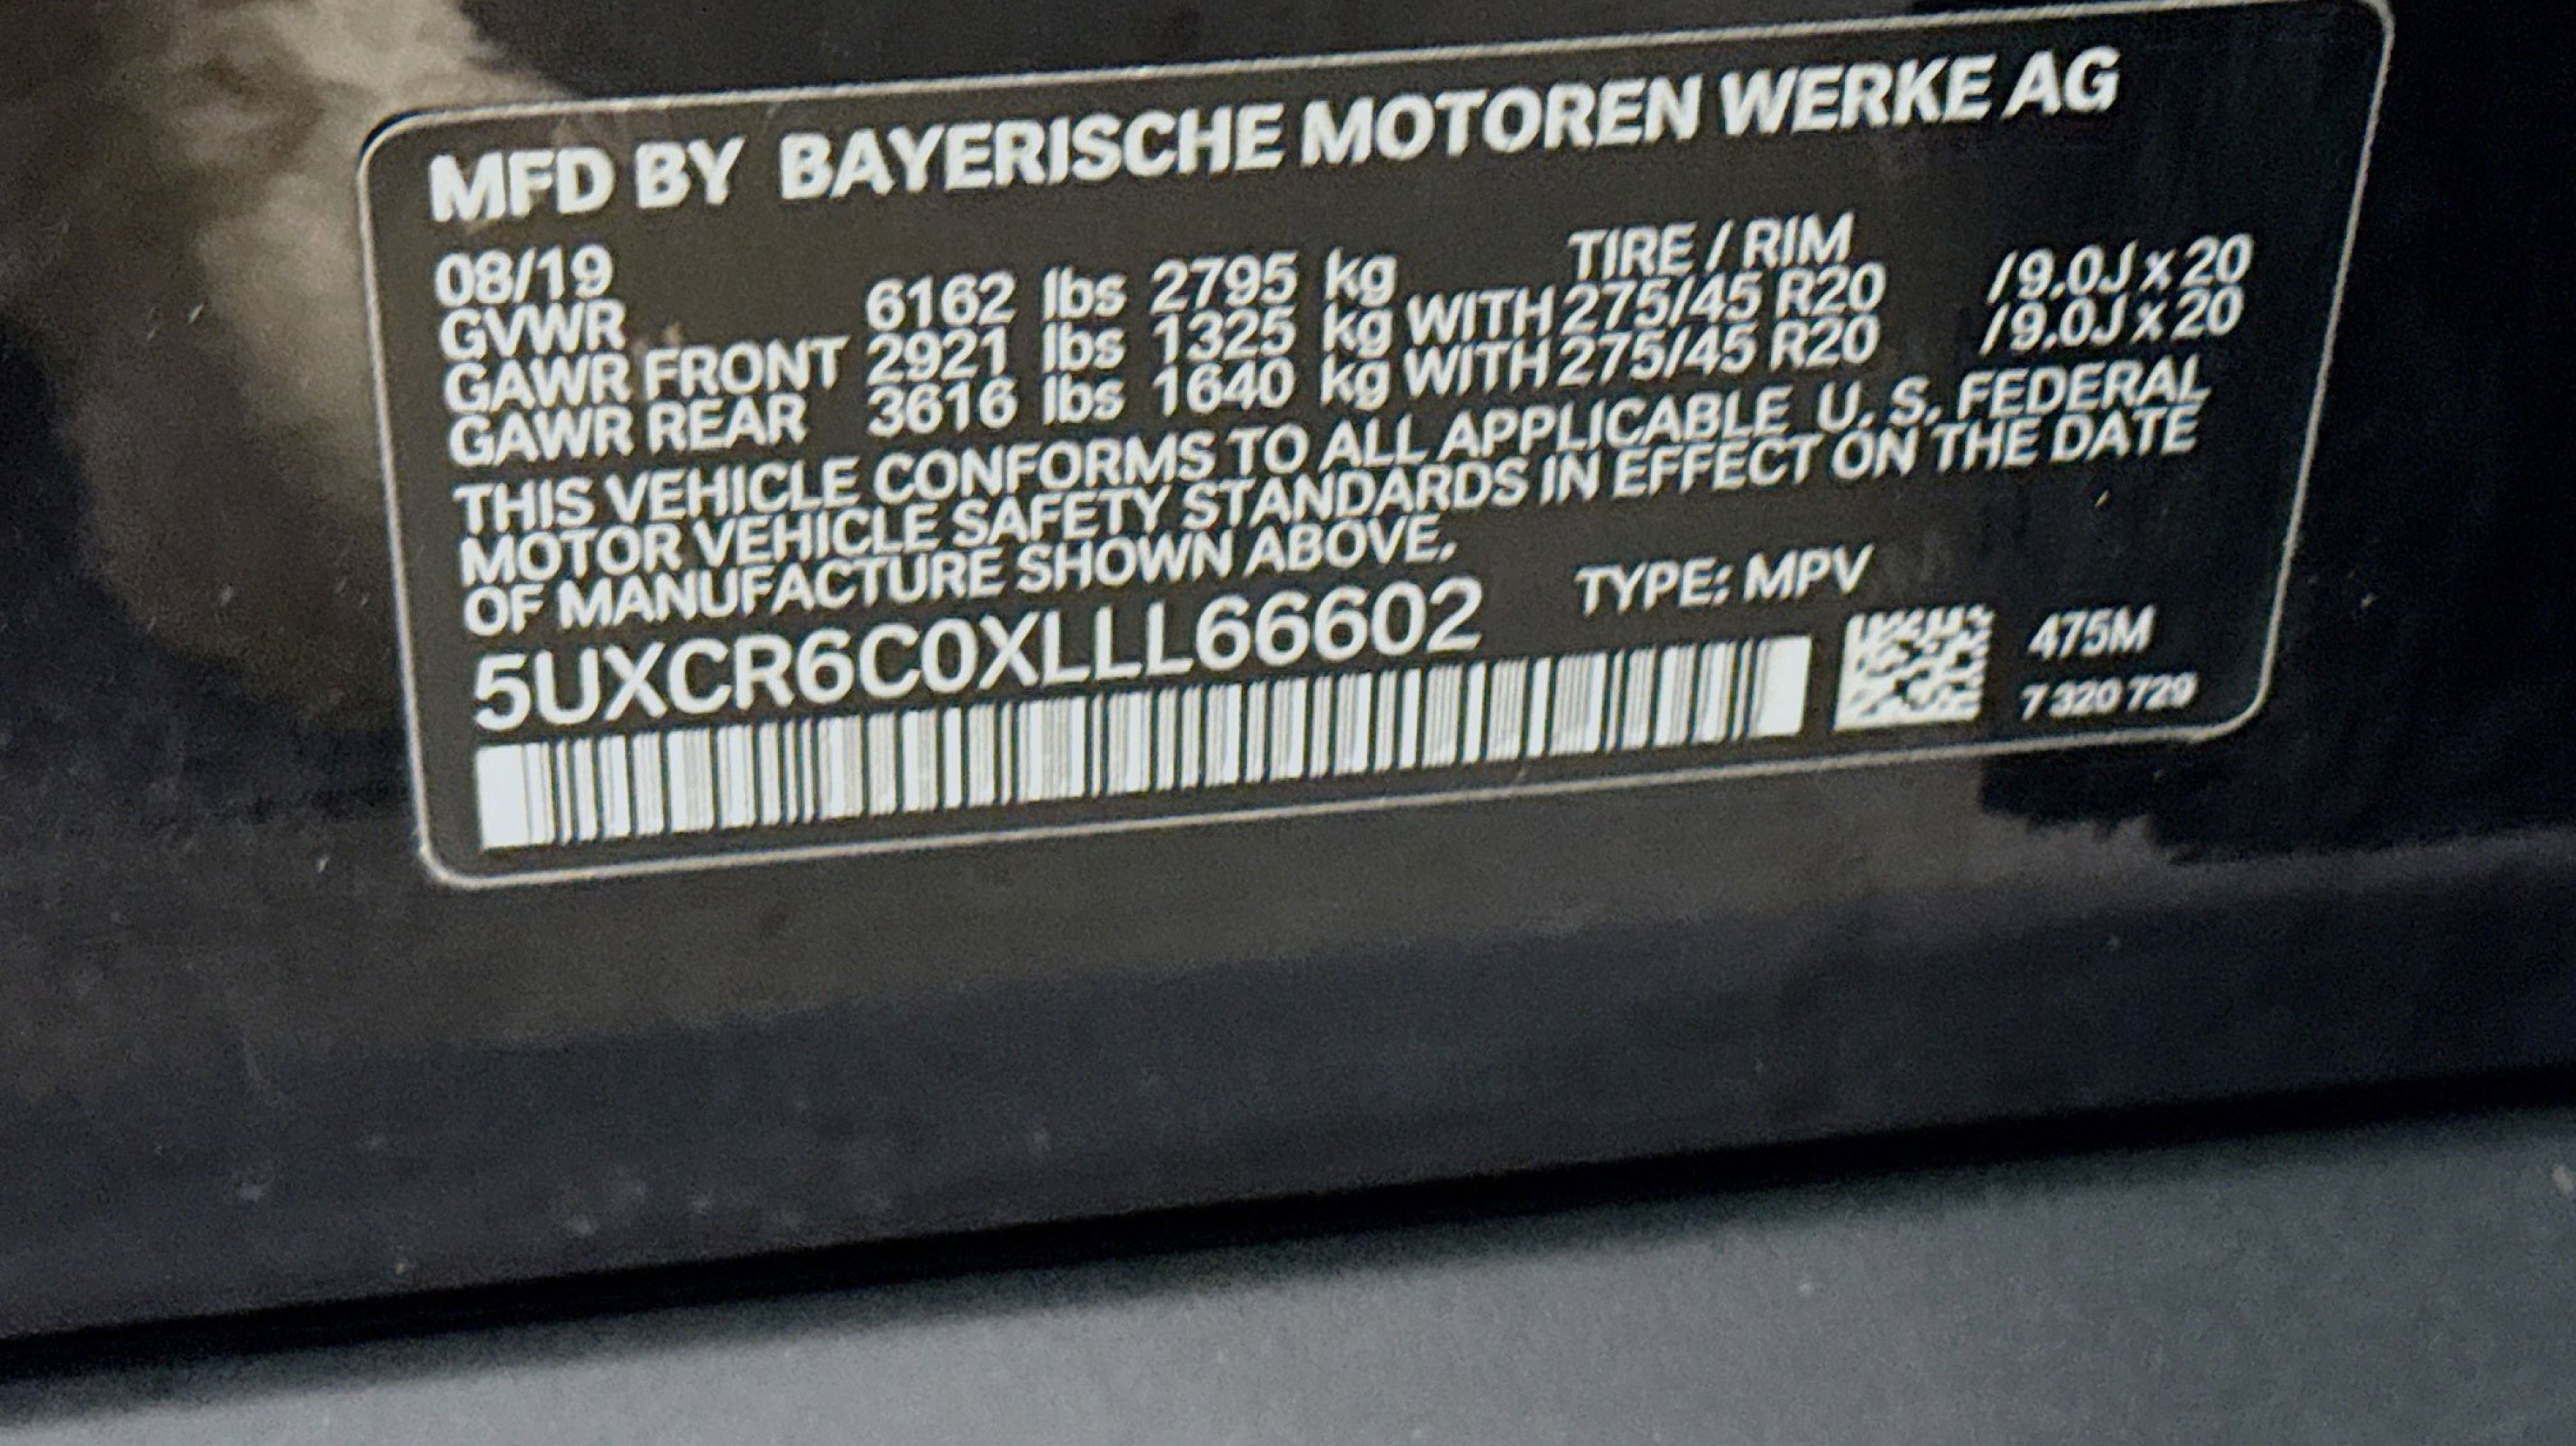 MFD BY BAYERISCHE MOTOREN WERKE AG
08/19 TIRE / RIM
GVWR 6162 lbs 2795 kg
GAWR FRONT 2921 lbs 1325 kg WITH 275/45 R20 /9.0J x 20
GAWR REAR 3616 lbs 1640 kg WITH 275/45 R20 /9.0J x 20
THIS VEHICLE CONFORMS TO ALL APPLICABLE U.S. FEDERAL
MOTOR VEHICLE SAFETY STANDARDS IN EFFECT ON THE DATE
OF MANUFACTURE SHOWN ABOVE.
5UXCR6C0XLLL66602 TYPE: MPV
475M
7 320 729